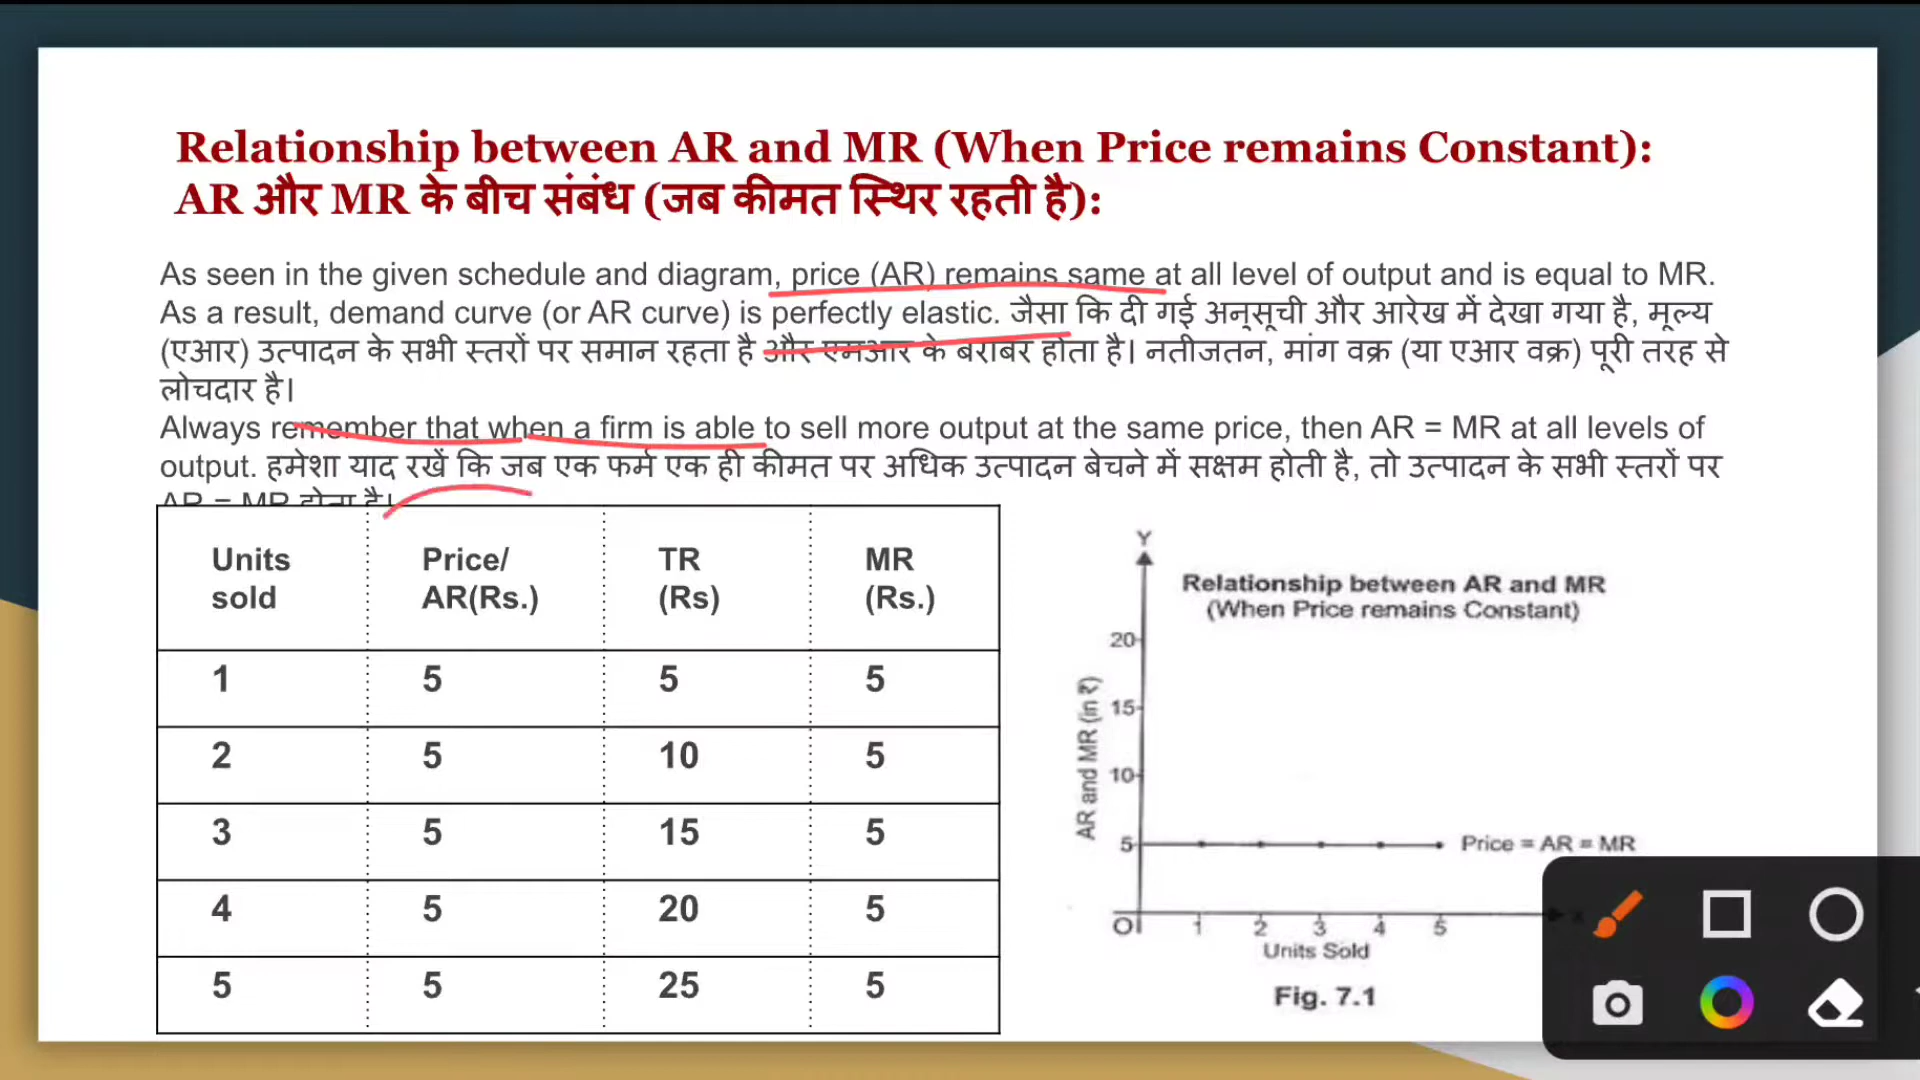 Relationship between AR and MR (When Price remains Constant):
AR और MR के बीच संबंध (जब कीमत स्थिर रहती है):
As seen in the given schedule and diagram, price (AR) remains same at all level of output and is equal to MR.
As a result, demand curve (or AR curve) is perfectly elastic. जैसा कि दी गई अनुसूची और आरेख में देखा गया है, मूल्य
(एआर) उत्पादन के सभी स्तरों पर समान रहता है और एमआर के बराबर होता है। नतीजतन, मांग वक्र (या एआर वक्र) पूरी तरह से
लोचदार है।
Always remember that when a firm is able to sell more output at the same price, then AR = MR at all levels of
output. हमेशा याद रखें कि जब एक फर्म एक ही कीमत पर अधिक उत्पादन बेचने में सक्षम होती है, तो उत्पादन के सभी स्तरों पर
AR = MR होता है।
Units sold Price/ AR(Rs.) TR (Rs) MR (Rs.)
1 5 5 5
2 5 10 5
3 5 15 5
4 5 20 5
5 5 25 5
Y
Relationship between AR and MR
(When Price remains Constant)
20
15
10
5
AR and MR (in ₹)
Price = AR = MR
O 1 2 3 4 5 X
Units Sold
Fig. 7.1